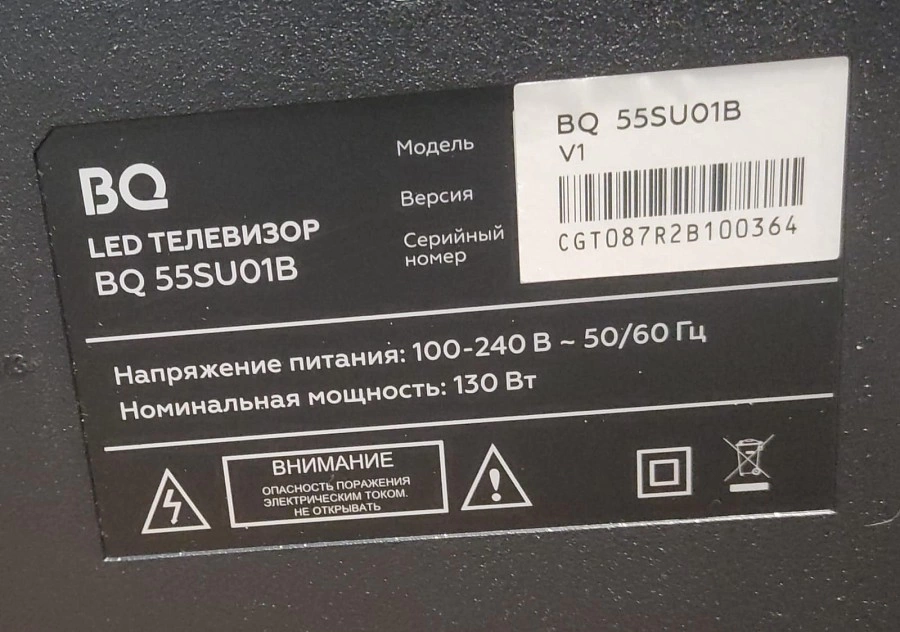 BQ
LED ТЕЛЕВИЗОР
BQ 55SU01B
Модель
Версия
Серийный
номер
BQ 55SU01B
V1
CGT087R2B100364
Напряжение питания: 100-240 В ~ 50/60 Гц
Номинальная мощность: 130 Вт
ВНИМАНИЕ
ОПАСНОСТЬ ПОРАЖЕНИЯ
ЭЛЕКТРИЧЕСКИМ ТОКОМ.
НЕ ОТКРЫВАТЬ